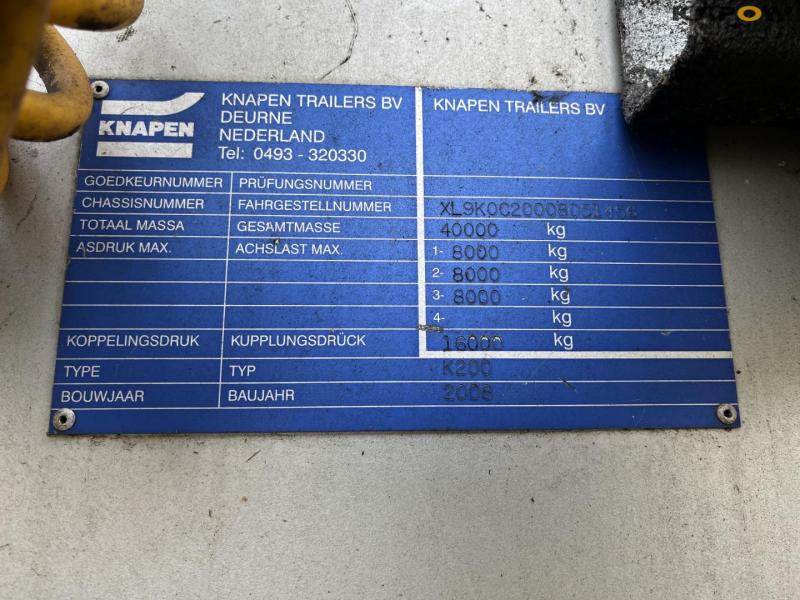 KNAPEN
KNAPEN TRAILERS BV
DEURNE
NEDERLAND
Tel: 0493 - 320330
KNAPEN TRAILERS BV
GOEDKEURNUMMER PRÜFUNGSNUMMER
CHASSISNUMMER FAHRGESTELLNUMMER
TOTAAL MASSA GESAMTMASSE 40000 kg
ASDRUK MAX. ACHSLAST MAX. 1- 8000 kg
2- 8000 kg
3- 8000 kg
4- kg
KOPPELINGSDRUK KUPPLUNGSDRÜCK 16000 kg
TYPE TYP K200
BOUWJAAR BAUJAHR 2008